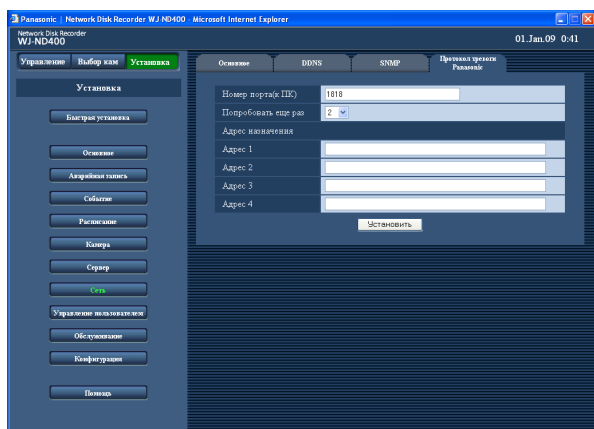 Panasonic | Network Disk Recorder WJ-ND400 - Microsoft Internet Explorer
Network Disk Recorder
WJ-ND400
01.Jan.09 0:41
Управление Выбор кам Установка
Основное DDNS SNMP Протокол тревоги
Panasonic
Установка
Быстрая установка
Основное
Аварийная запись
Событие
Расписание
Камера
Сервер
Сеть
Управление пользователем
Обслуживание
Конфигурация
Помощь
Номер порта(к ПК) 1818
Попробовать еще раз 2
Адрес назначения
Адрес 1
Адрес 2
Адрес 3
Адрес 4
Установить